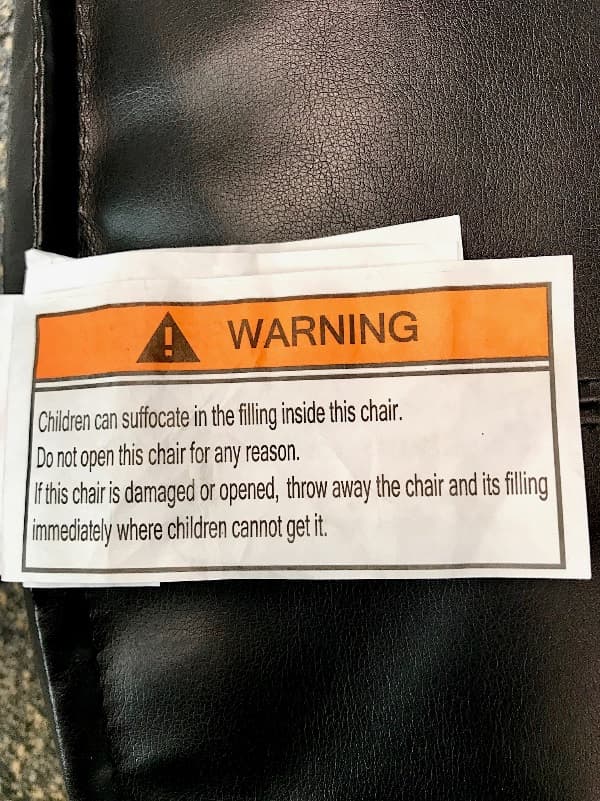 WARNING
Children can suffocate in the filling inside this chair.
Do not open this chair for any reason.
If this chair is damaged or opened, throw away the chair and its filling
immediately where children cannot get it.